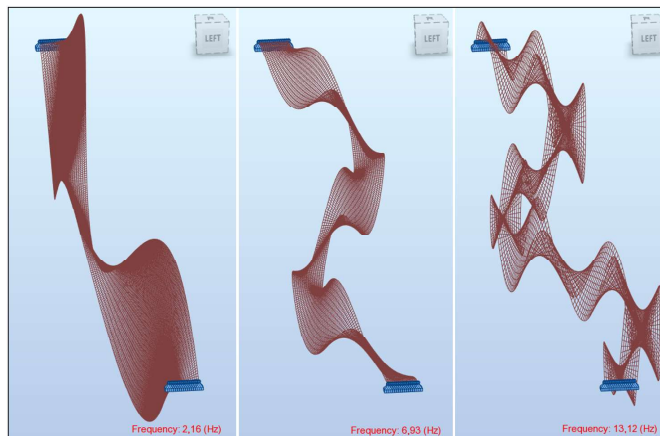 LEFT
LEFT
LEFT
Frequency: 2,16 (Hz)
Frequency: 6,93 (Hz)
Frequency: 13,12 (Hz)